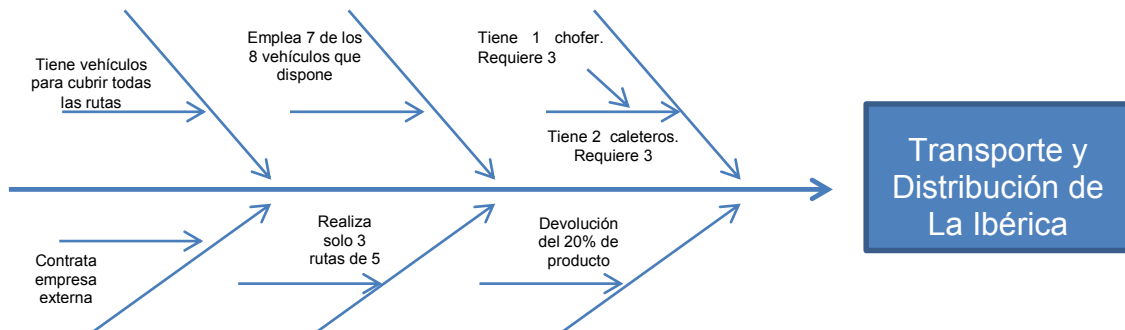 Tiene vehículos
para cubrir todas
las rutas
Emplea 7 de los
8 vehículos que
dispone
Tiene 1 chofer.
Requiere 3
Tiene 2 caleteros.
Requiere 3
Transporte y
Distribución de
La Ibérica
Contrata
empresa
externa
Realiza
solo 3
rutas de 5
Devolución
del 20% de
producto